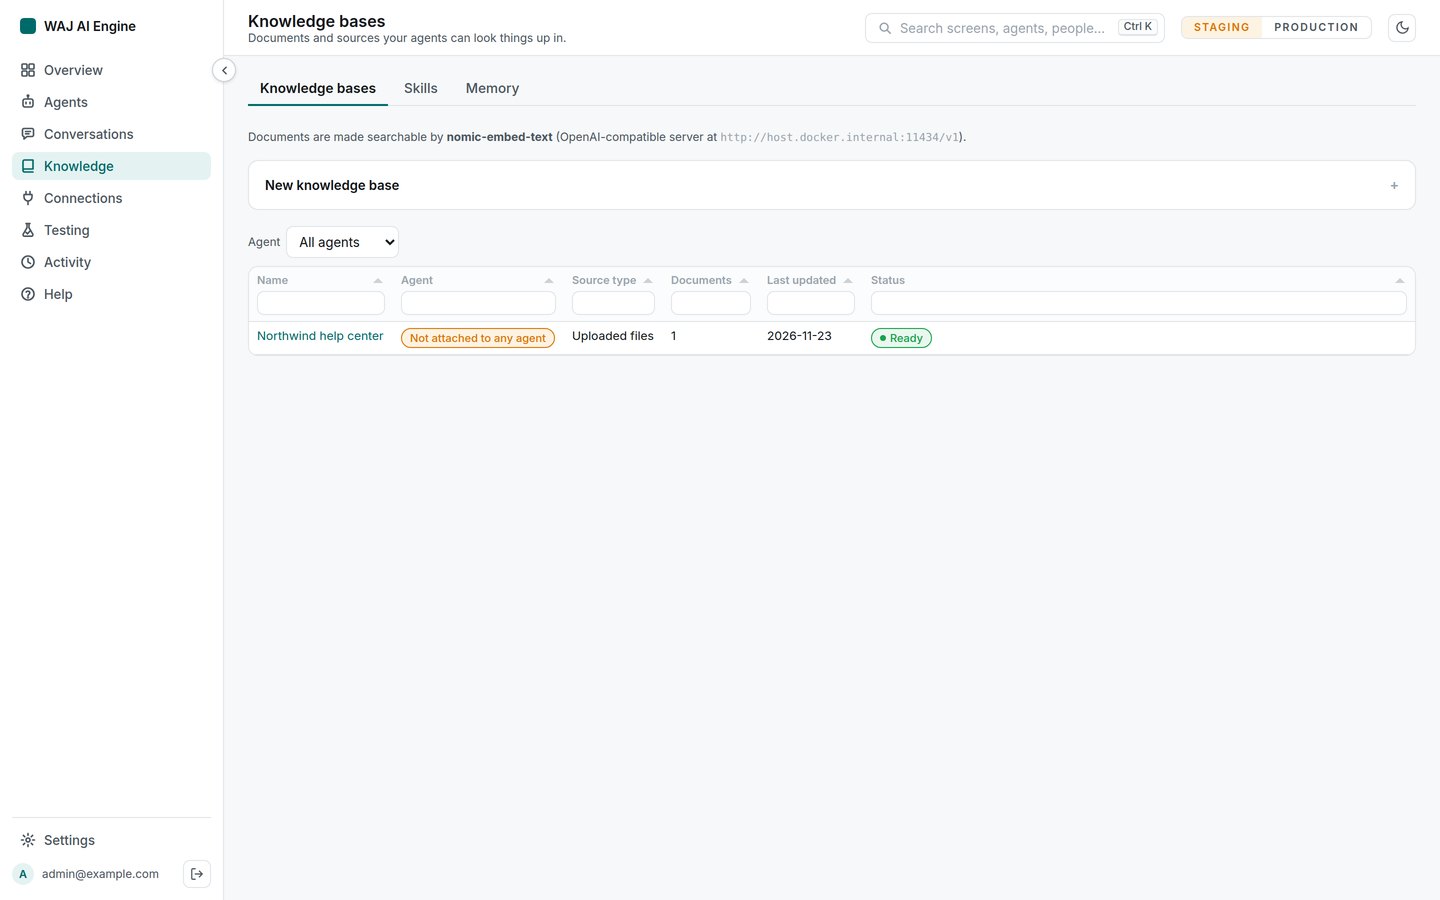 WAJ AI Engine
Overview
Agents
Conversations
Knowledge
Connections
Testing
Activity
Help
Settings
A admin@example.com
Knowledge bases
Documents and sources your agents can look things up in.
Search screens, agents, people... Ctrl K
STAGING PRODUCTION
Knowledge bases Skills Memory
Documents are made searchable by nomic-embed-text (OpenAI-compatible server at http://host.docker.internal:11434/v1).
New knowledge base +
Agent All agents
Name Agent Source type Documents Last updated Status
Northwind help center Not attached to any agent Uploaded files 1 2026-11-23 Ready